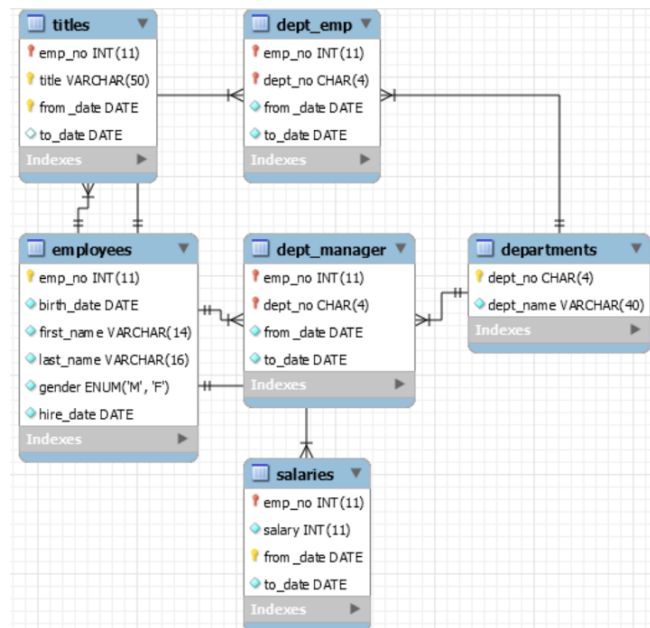 titles
emp_no INT(11)
title VARCHAR(50)
from_date DATE
to_date DATE
Indexes
dept_emp
emp_no INT(11)
dept_no CHAR(4)
from_date DATE
to_date DATE
Indexes
employees
emp_no INT(11)
birth_date DATE
first_name VARCHAR(14)
last_name VARCHAR(16)
gender ENUM('M', 'F')
hire_date DATE
Indexes
dept_manager
emp_no INT(11)
dept_no CHAR(4)
from_date DATE
to_date DATE
Indexes
departments
dept_no CHAR(4)
dept_name VARCHAR(40)
Indexes
salaries
emp_no INT(11)
salary INT(11)
from_date DATE
to_date DATE
Indexes